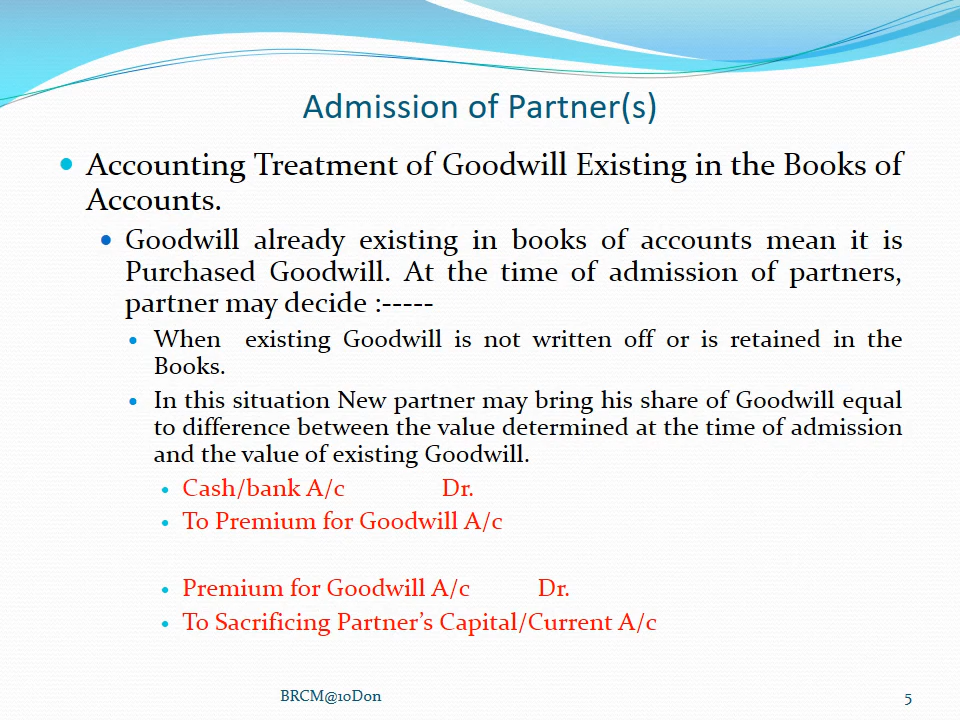 Admission of Partner(s)
Accounting Treatment of Goodwill Existing in the Books of
Accounts.
Goodwill already existing in books of accounts mean it is
Purchased Goodwill. At the time of admission of partners,
partner may decide :-----
When existing Goodwill is not written off or is retained in the
Books.
In this situation New partner may bring his share of Goodwill equal
to difference between the value determined at the time of admission
and the value of existing Goodwill.
Cash/bank A/c Dr.
To Premium for Goodwill A/c
Premium for Goodwill A/c Dr.
To Sacrificing Partner’s Capital/Current A/c
BRCM@10Don 5